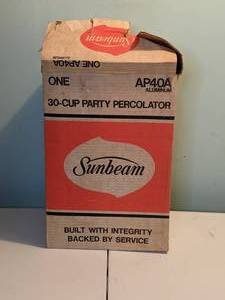 Sunbeam
ONE AP40A
ONE AP40A
ALUMINUM
30-CUP PARTY PERCOLATOR
Sunbeam
BUILT WITH INTEGRITY
BACKED BY SERVICE